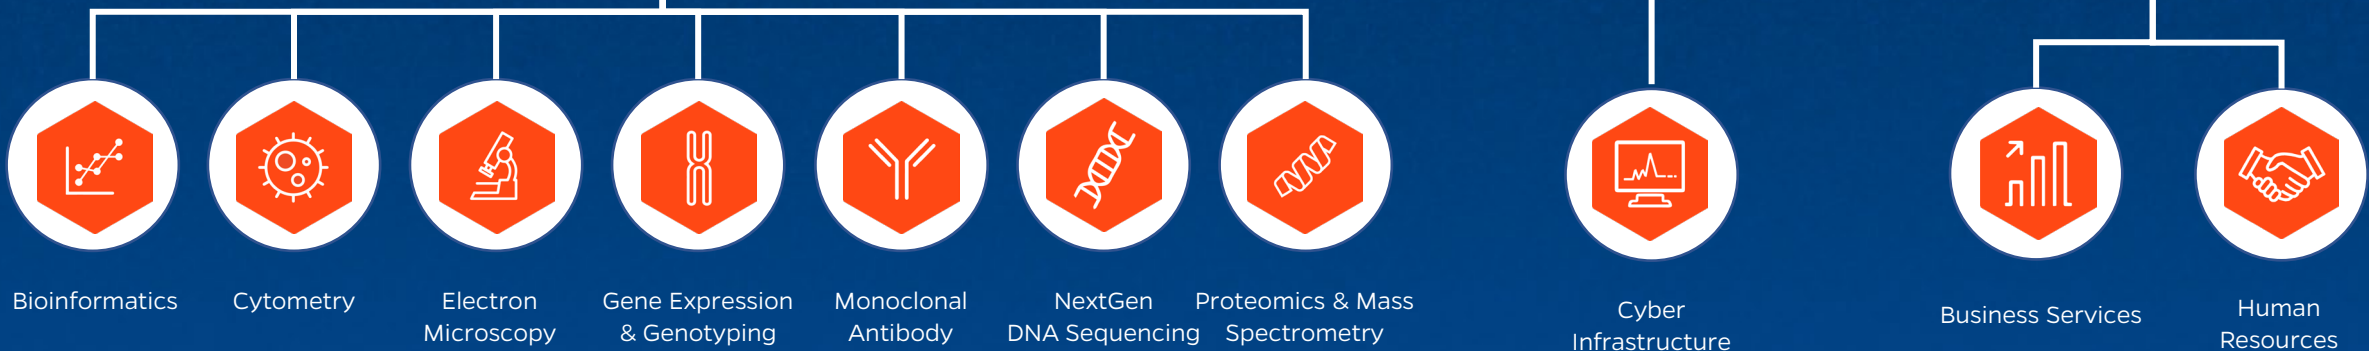 Bioinformatics
Cytometry
Electron
Microscopy
Gene Expression
& Genotyping
Monoclonal
Antibody
NextGen
DNA Sequencing
Proteomics & Mass
Spectrometry
Cyber
Infrastructure
Business Services
Human
Resources